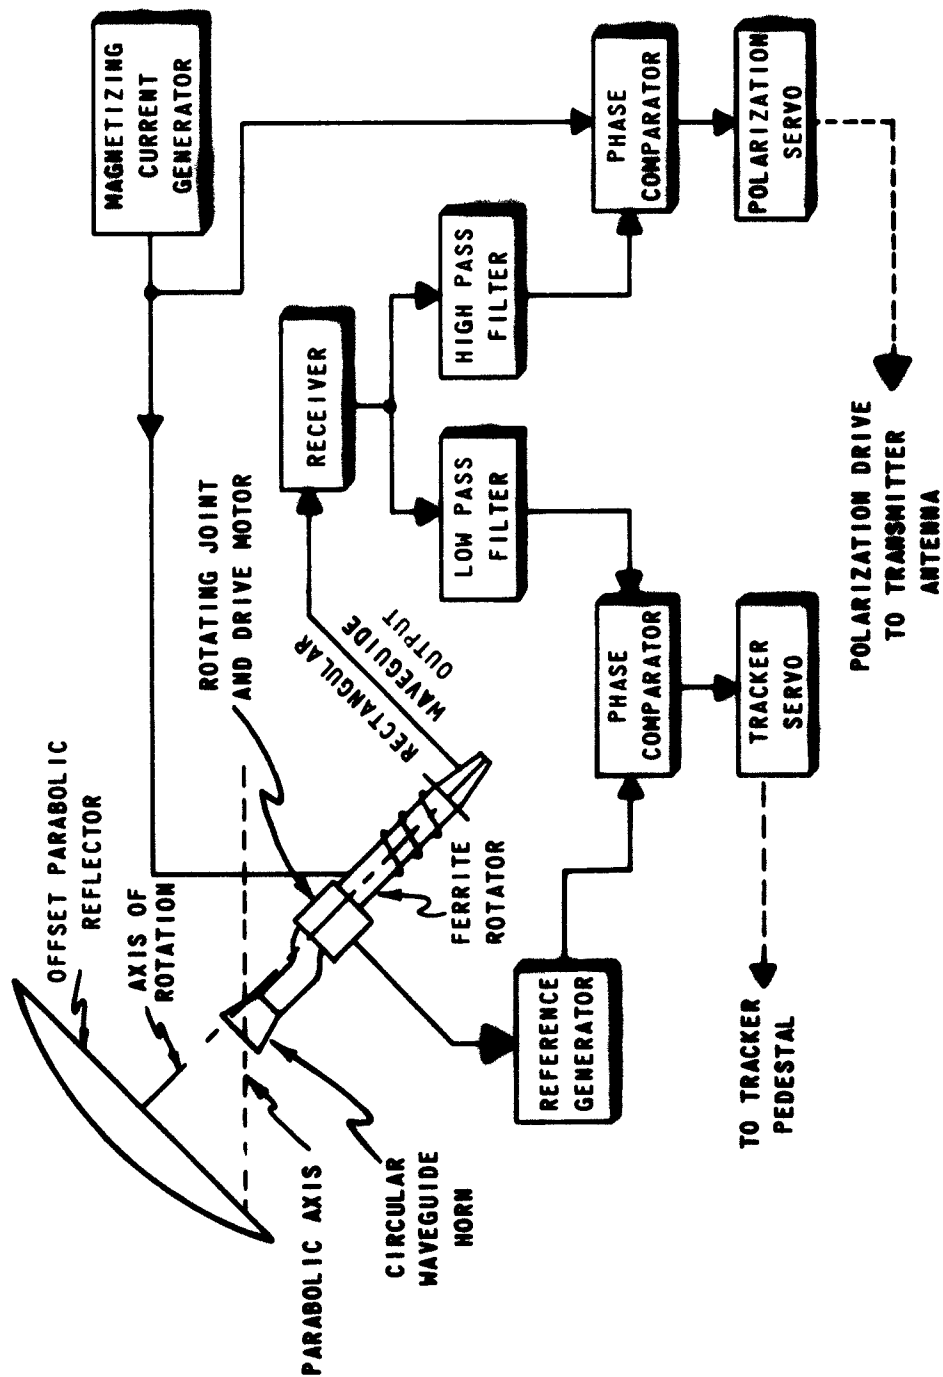 OFFSET PARABOLIC
REFLECTOR
AXIS OF
ROTATION
ROTATING JOINT
AND DRIVE MOTOR
MAGNETIZING
CURRENT
GENERATOR
PARABOLIC AXIS
CIRCULAR
WAVEGUIDE
HORN
FERRITE
ROTATOR
RECTANGULAR
WAVEGUIDE
OUTPUT
RECEIVER
LOW PASS
FILTER
HIGH PASS
FILTER
REFERENCE
GENERATOR
PHASE
COMPARATOR
PHASE
COMPARATOR
TRACKER
SERVO
POLARIZATION
SERVO
TO TRACKER
PEDESTAL
POLARIZATION DRIVE
TO TRANSMITTER
ANTENNA